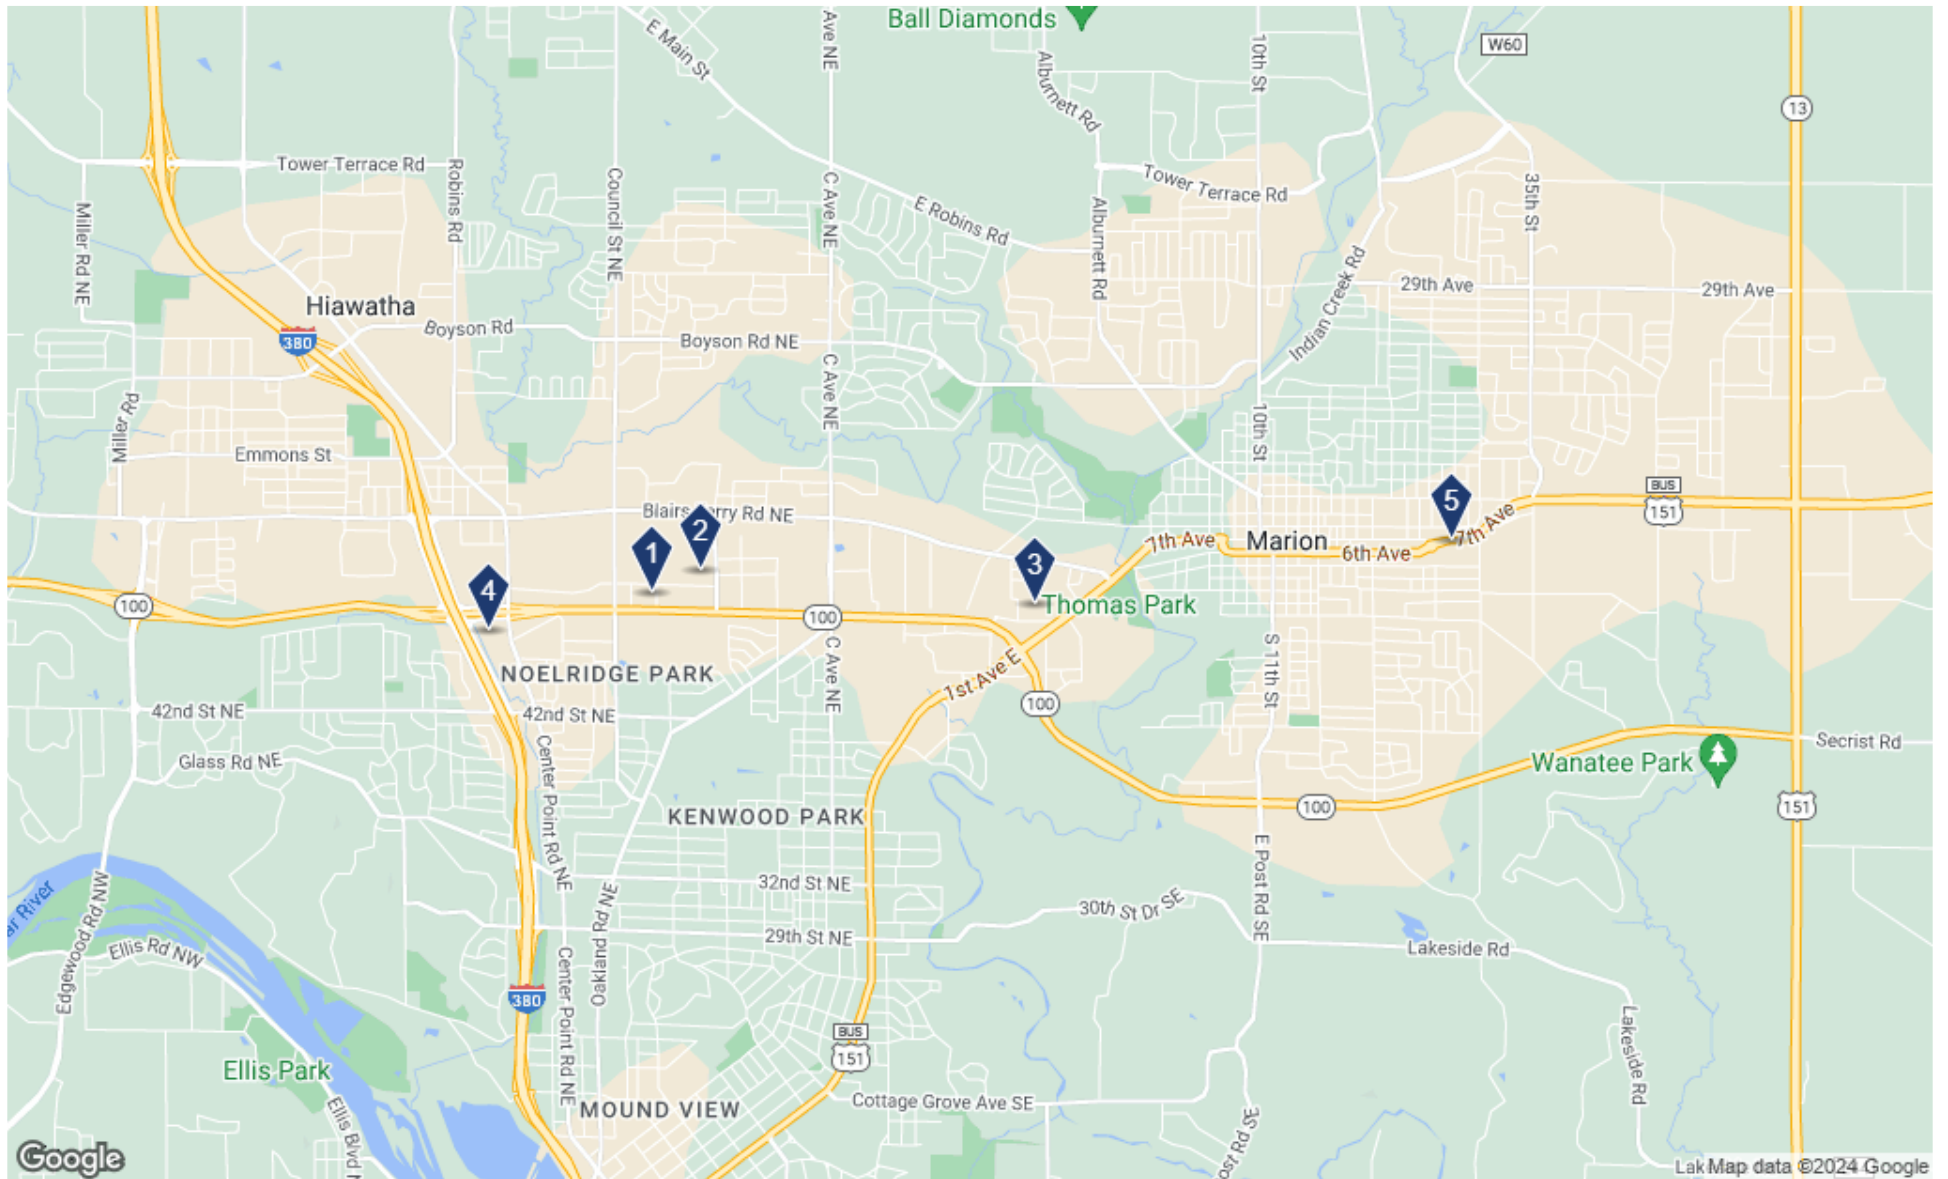 Ball Diamonds
E Main St
Ave NE
Alburnett Rd
10th St
W60
13
Tower Terrace Rd
Robins Rd
Council St NE
C Ave NE
E Robins Rd
Alburnett Rd
Tower Terrace Rd
35th St
Miller Rd NE
Hiawatha
380
Boyson Rd
Boyson Rd NE
C Ave NE
Indian Creek Rd
29th Ave
29th Ave
Miller Rd
Emmons St
10th St
Blairs Ferry Rd NE
1
2
3
4
5
7th Ave
Marion
6th Ave
7th Ave
BUS
151
100
100
Thomas Park
NOELRIDGE PARK
C Ave NE
1st Ave E
S 11th St
42nd St NE
42nd St NE
100
Glass Rd NE
Center Point Rd NE
Wanatee Park
Secrist Rd
KENWOOD PARK
100
151
E Post Rd SE
32nd St NE
30th St Dr SE
29th St NE
Lakeside Rd
Edgewood Rd NW
Ellis Rd NW
Oakland Rd NE
Center Point Rd NE
380
BUS
151
Lakeside Rd
Ellis Park
Ellis Blvd
MOUND VIEW
Cottage Grove Ave SE
Google
Map data ©2024 Google